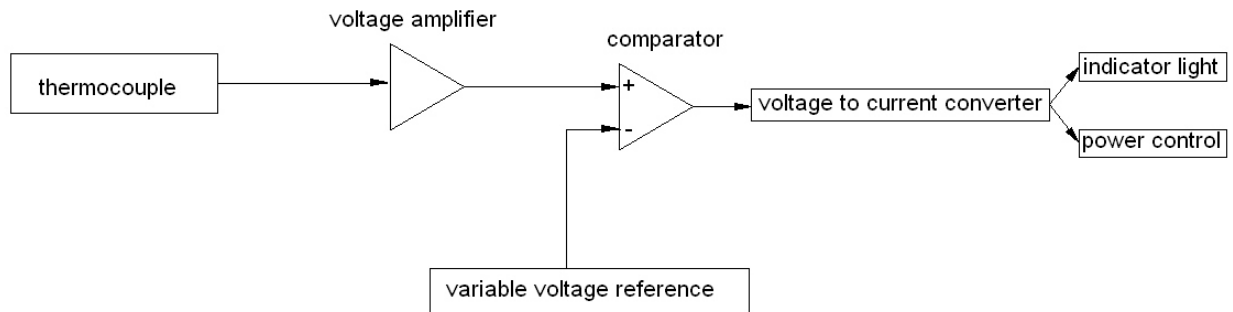 voltage amplifier
comparator
thermocouple
+
-
voltage to current converter
indicator light
power control
variable voltage reference